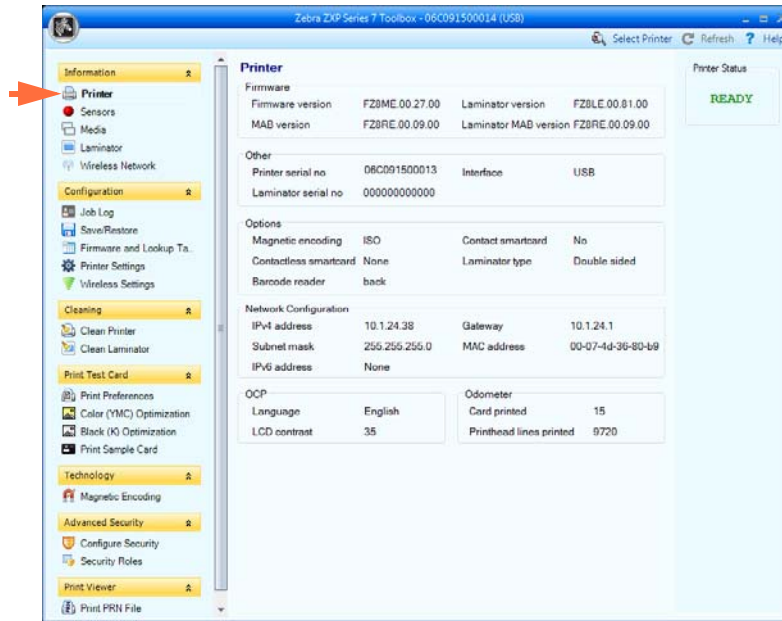 Zebra ZXP Series 7 Toolbox - 06C091500014 (USB)
Select Printer Refresh ? Help
Information
Printer
Sensors
Media
Laminator
Wireless Network
Configuration
Job Log
Save/Restore
Firmware and Lookup Ta..
Printer Settings
Wireless Settings
Cleaning
Clean Printer
Clean Laminator
Print Test Card
Print Preferences
Color (YMC) Optimization
Black (K) Optimization
Print Sample Card
Technology
Magnetic Encoding
Advanced Security
Configure Security
Security Roles
Print Viewer
Print PRN File
Printer
Firmware
Firmware version FZ8ME.00.27.00 Laminator version FZ8LE.00.81.00
MAB version FZ8RE.00.09.00 Laminator MAB version FZ8RE.00.09.00
Other
Printer serial no 06C091500013 Interface USB
Laminator serial no 000000000000
Options
Magnetic encoding ISO Contact smartcard No
Contactless smartcard None Laminator type Double sided
Barcode reader back
Network Configuration
IPv4 address 10.1.24.38 Gateway 10.1.24.1
Subnet mask 255.255.255.0 MAC address 00-07-4d-36-80-b9
IPv6 address None
OCP
Language English
LCD contrast 35
Odometer
Card printed 15
Printhead lines printed 9720
Printer Status
READY